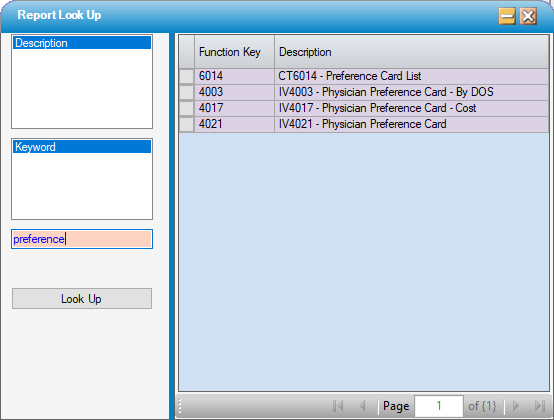 Report Look Up
Description
Keyword
preference
Look Up
Function Key Description
6014 CT6014 - Preference Card List
4003 IV4003 - Physician Preference Card - By DOS
4017 IV4017 - Physician Preference Card - Cost
4021 IV4021 - Physician Preference Card
Page 1 of {1}